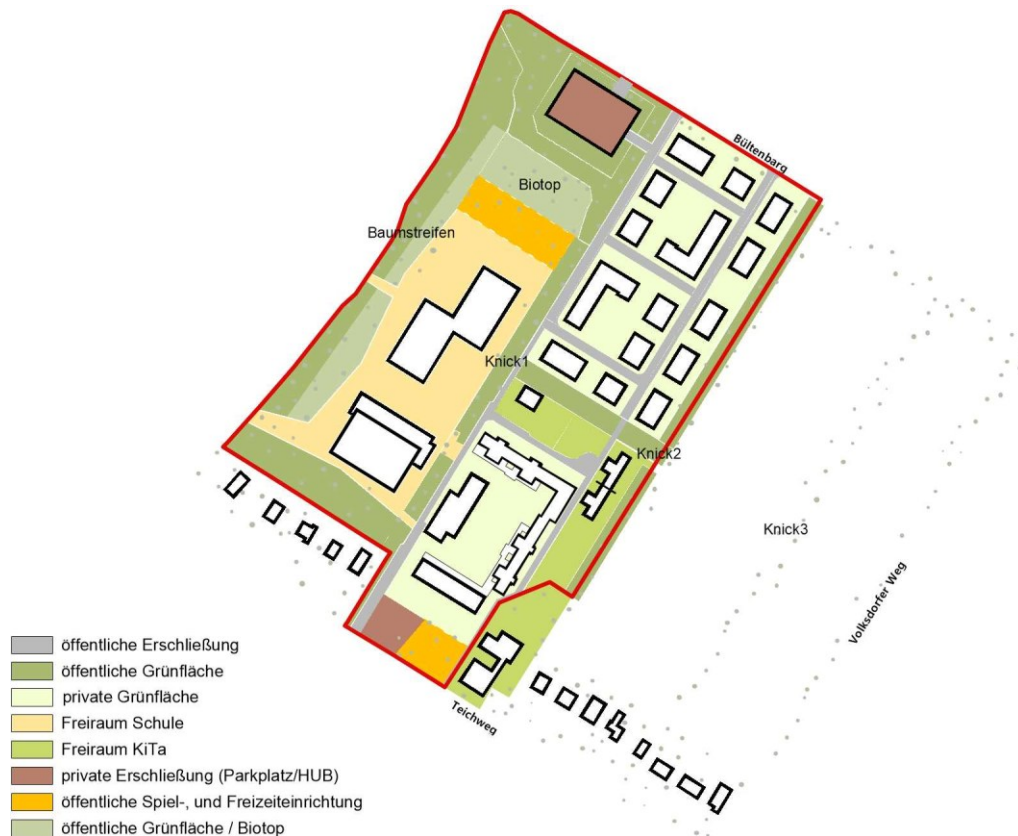 Bültenbarg
Biotop
Baumstreifen
Knick1
Knick2
Knick3
Volksdorfer Weg
Teichweg
öffentliche Erschließung
öffentliche Grünfläche
private Grünfläche
Freiraum Schule
Freiraum KiTa
private Erschließung (Parkplatz/HUB)
öffentliche Spiel-, und Freizeiteinrichtung
öffentliche Grünfläche / Biotop